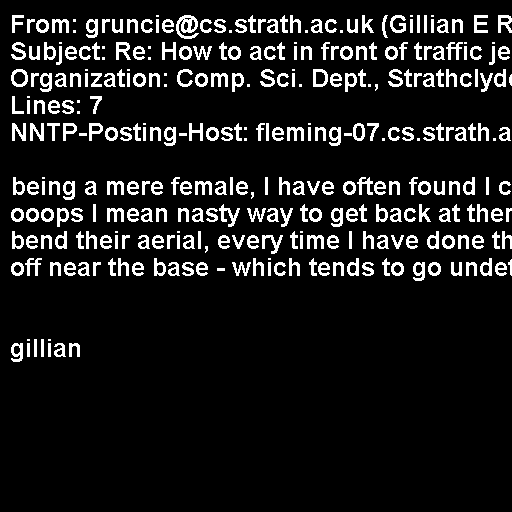 From: gruncie@cs.strath.ac.uk (Gillian E R
Subject: Re: How to act in front of traffic je
Organization: Comp. Sci. Dept., Strathclyde
Lines: 7
NNTP-Posting-Host: fleming-07.cs.strath.a
being a mere female, I have often found I c
ooops I mean nasty way to get back at ther
bend their aerial, every time I have done th
off near the base - which tends to go undet
gillian